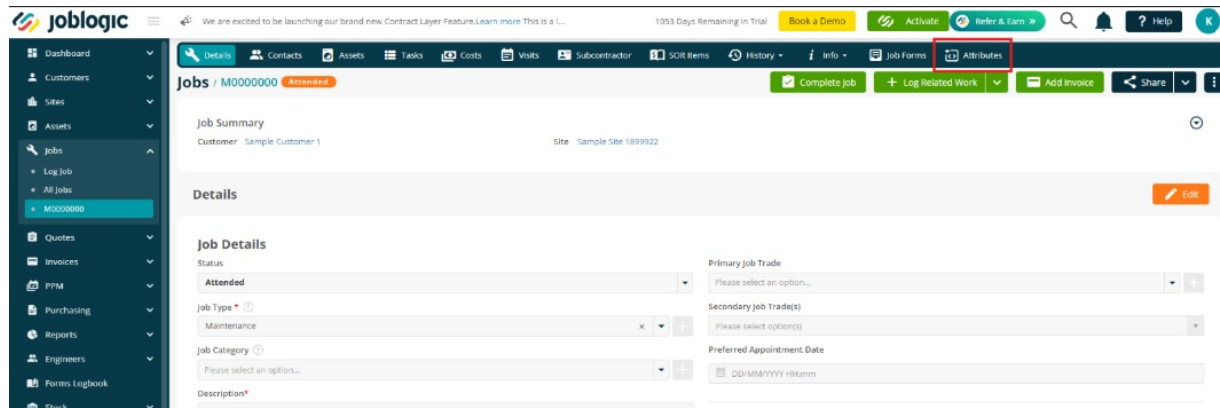 joblogic
We are excited to be launching our brand new Contract Layer Feature.Learn more This is a l...
1053 Days Remaining in Trial
Book a Demo
Activate
Refer & Earn »
? Help
K
Dashboard
Customers
Sites
Assets
Jobs
Log Job
All Jobs
M0000000
Quotes
Invoices
PPM
Purchasing
Reports
Engineers
Forms Logbook
Stock
Details
Contacts
Assets
Tasks
Costs
Visits
Subcontractor
SOR Items
History
i Info
Job Forms
Attributes
Jobs / M0000000 Attended
Complete Job
+ Log Related Work
Add Invoice
Share
Job Summary
Customer Sample Customer 1
Site Sample Site 1899922
Details
Edit
Job Details
Status
Attended
Job Type *
Maintenance
Job Category
Please select an option...
Description*
Primary Job Trade
Please select an option...
Secondary Job Trade(s)
Please select option(s)
Preferred Appointment Date
DD/MM/YYYY HH:mm